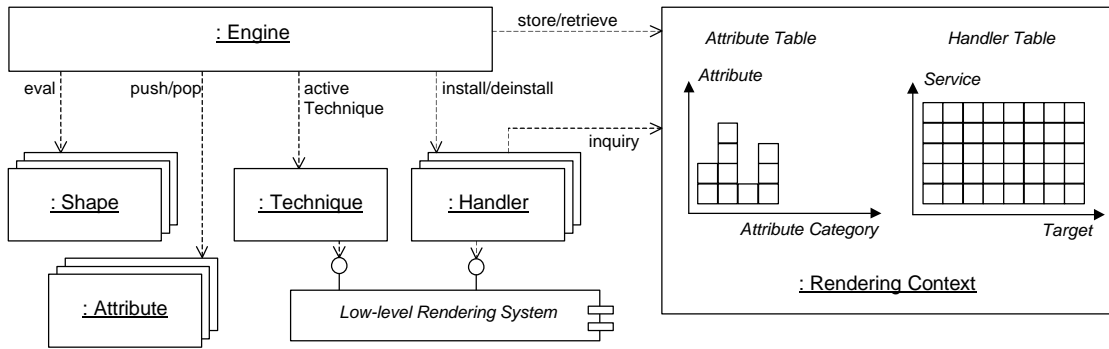 : Engine
store/retrieve
eval
push/pop
active
Technique
install/deinstall
inquiry
: Shape
: Technique
: Handler
: Attribute
Low-level Rendering System
Attribute Table
Handler Table
Attribute
Service
Attribute Category
Target
: Rendering Context